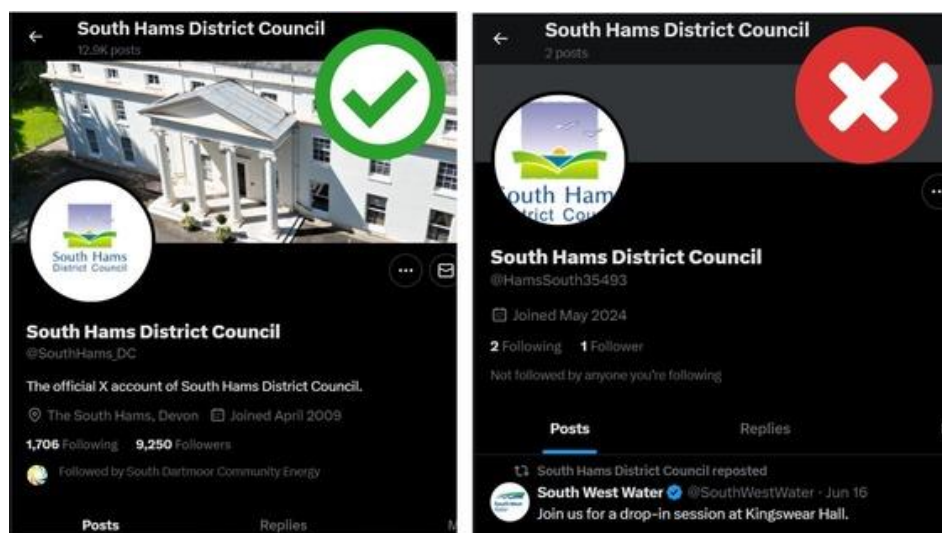 South Hams District Council
12.9K posts
South Hams
District Council
South Hams District Council
@SouthHams_DC
The official X account of South Hams District Council.
The South Hams, Devon Joined April 2009
1,706 Following 9,250 Followers
Followed by South Dartmoor Community Energy
Posts Replies M
South Hams District Council
2 posts
outh Ham
trict Cou
South Hams District Council
@HamsSouth35493
Joined May 2024
2 Following 1 Follower
Not followed by anyone you're following
Posts Replies
South Hams District Council reposted
South West Water @SouthWestWater · Jun 16
Join us for a drop-in session at Kingswear Hall.